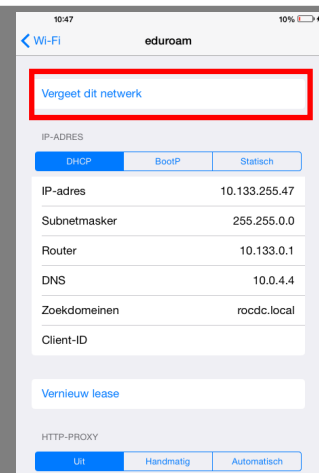 10:47 10%
Wi-Fi eduroam
Vergeet dit netwerk
IP-ADRES
DHCP BootP Statisch
IP-adres 10.133.255.47
Subnetmasker 255.255.0.0
Router 10.133.0.1
DNS 10.0.4.4
Zoekdomeinen rocdc.local
Client-ID
Vernieuw lease
HTTP-PROXY
Uit Handmatig Automatisch